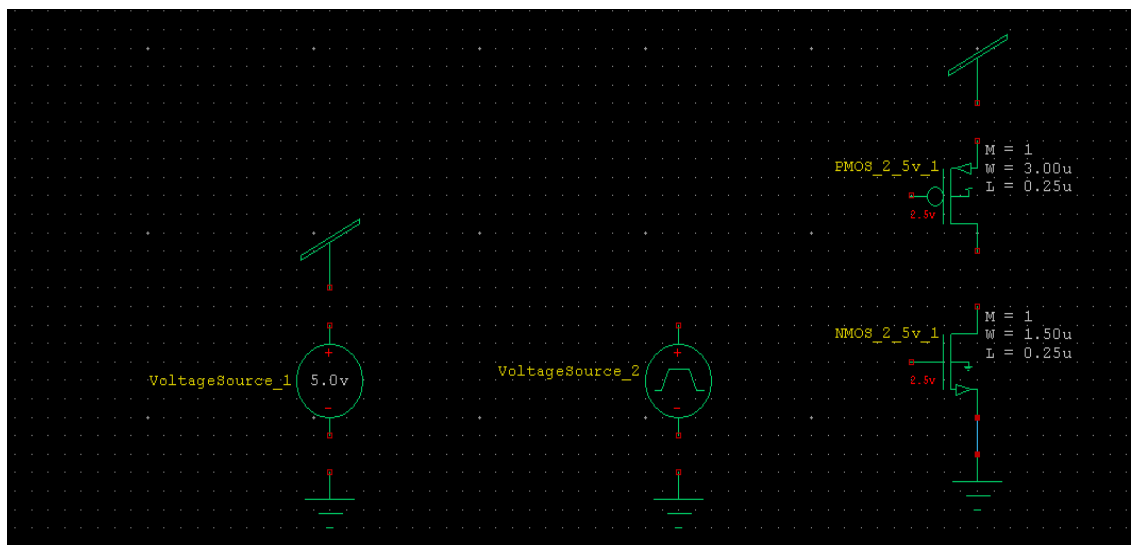 PMOS_2_5v_1
M = 1
W = 3.00u
L = 0.25u
2.5v
NMOS_2_5v_1
M = 1
W = 1.50u
L = 0.25u
2.5v
VoltageSource_1
+
5.0v
-
VoltageSource_2
+
-